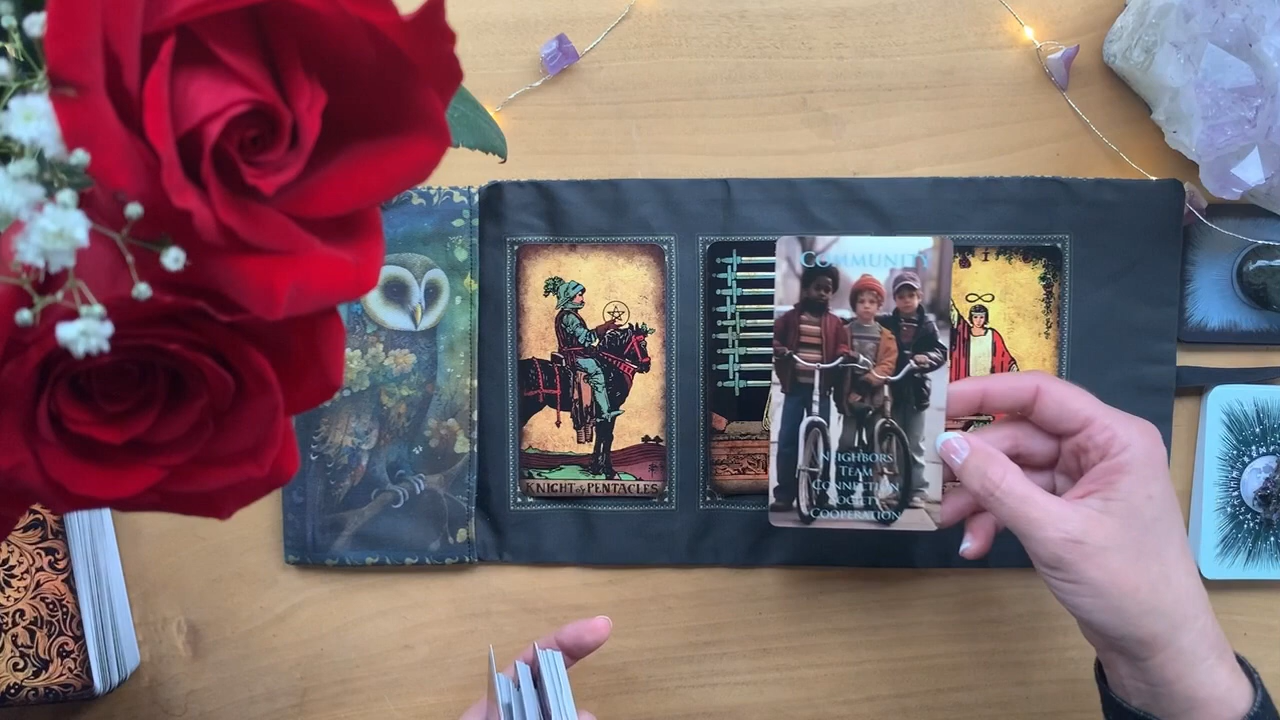 KNIGHT of PENTACLES
COMMUNITY
NEIGHBORS
TEAM
CONNECTION
SOCIETY
COOPERATION
I